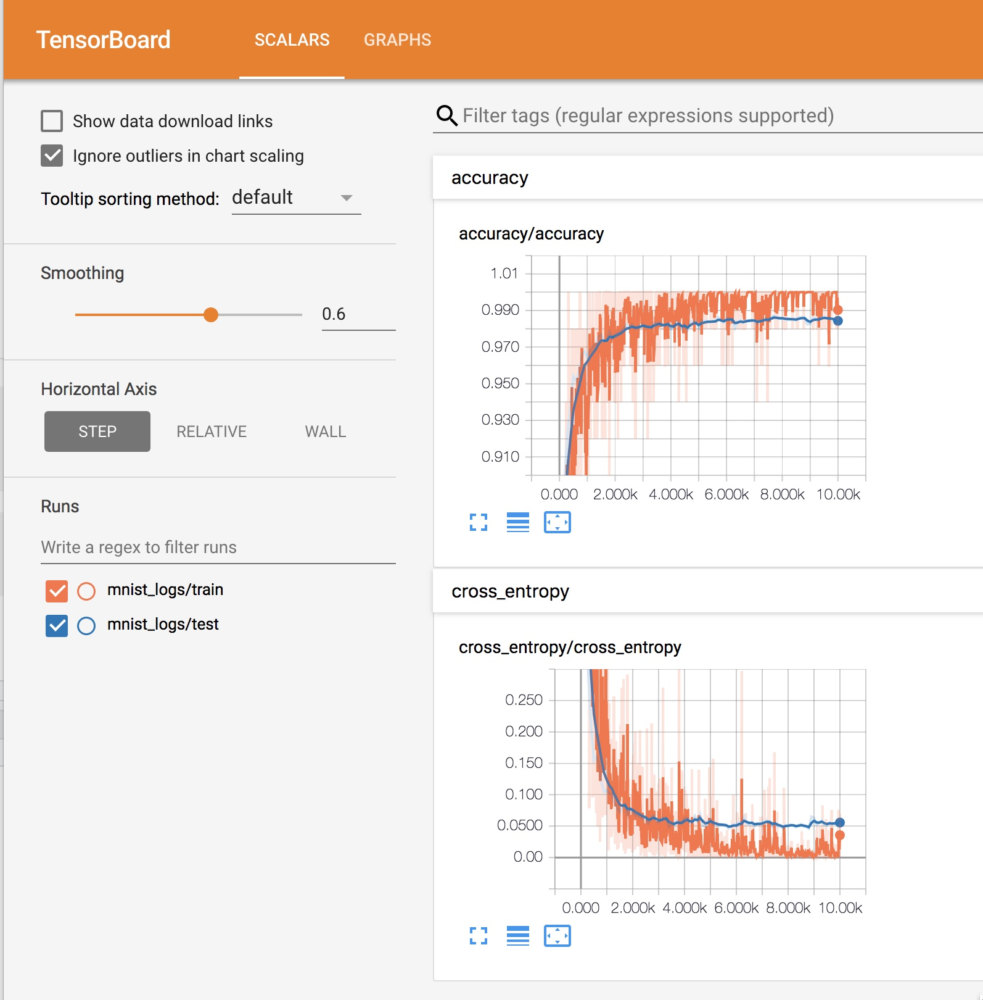 TensorBoard
SCALARS
GRAPHS
Show data download links
Ignore outliers in chart scaling
Tooltip sorting method: default
Smoothing
0.6
Horizontal Axis
STEP
RELATIVE
WALL
Runs
Write a regex to filter runs
mnist_logs/train
mnist_logs/test
Filter tags (regular expressions supported)
accuracy
accuracy/accuracy
1.01
0.990
0.970
0.950
0.930
0.910
0.000 2.000k 4.000k 6.000k 8.000k 10.00k
cross_entropy
cross_entropy/cross_entropy
0.250
0.200
0.150
0.100
0.0500
0.00
0.000 2.000k 4.000k 6.000k 8.000k 10.00k